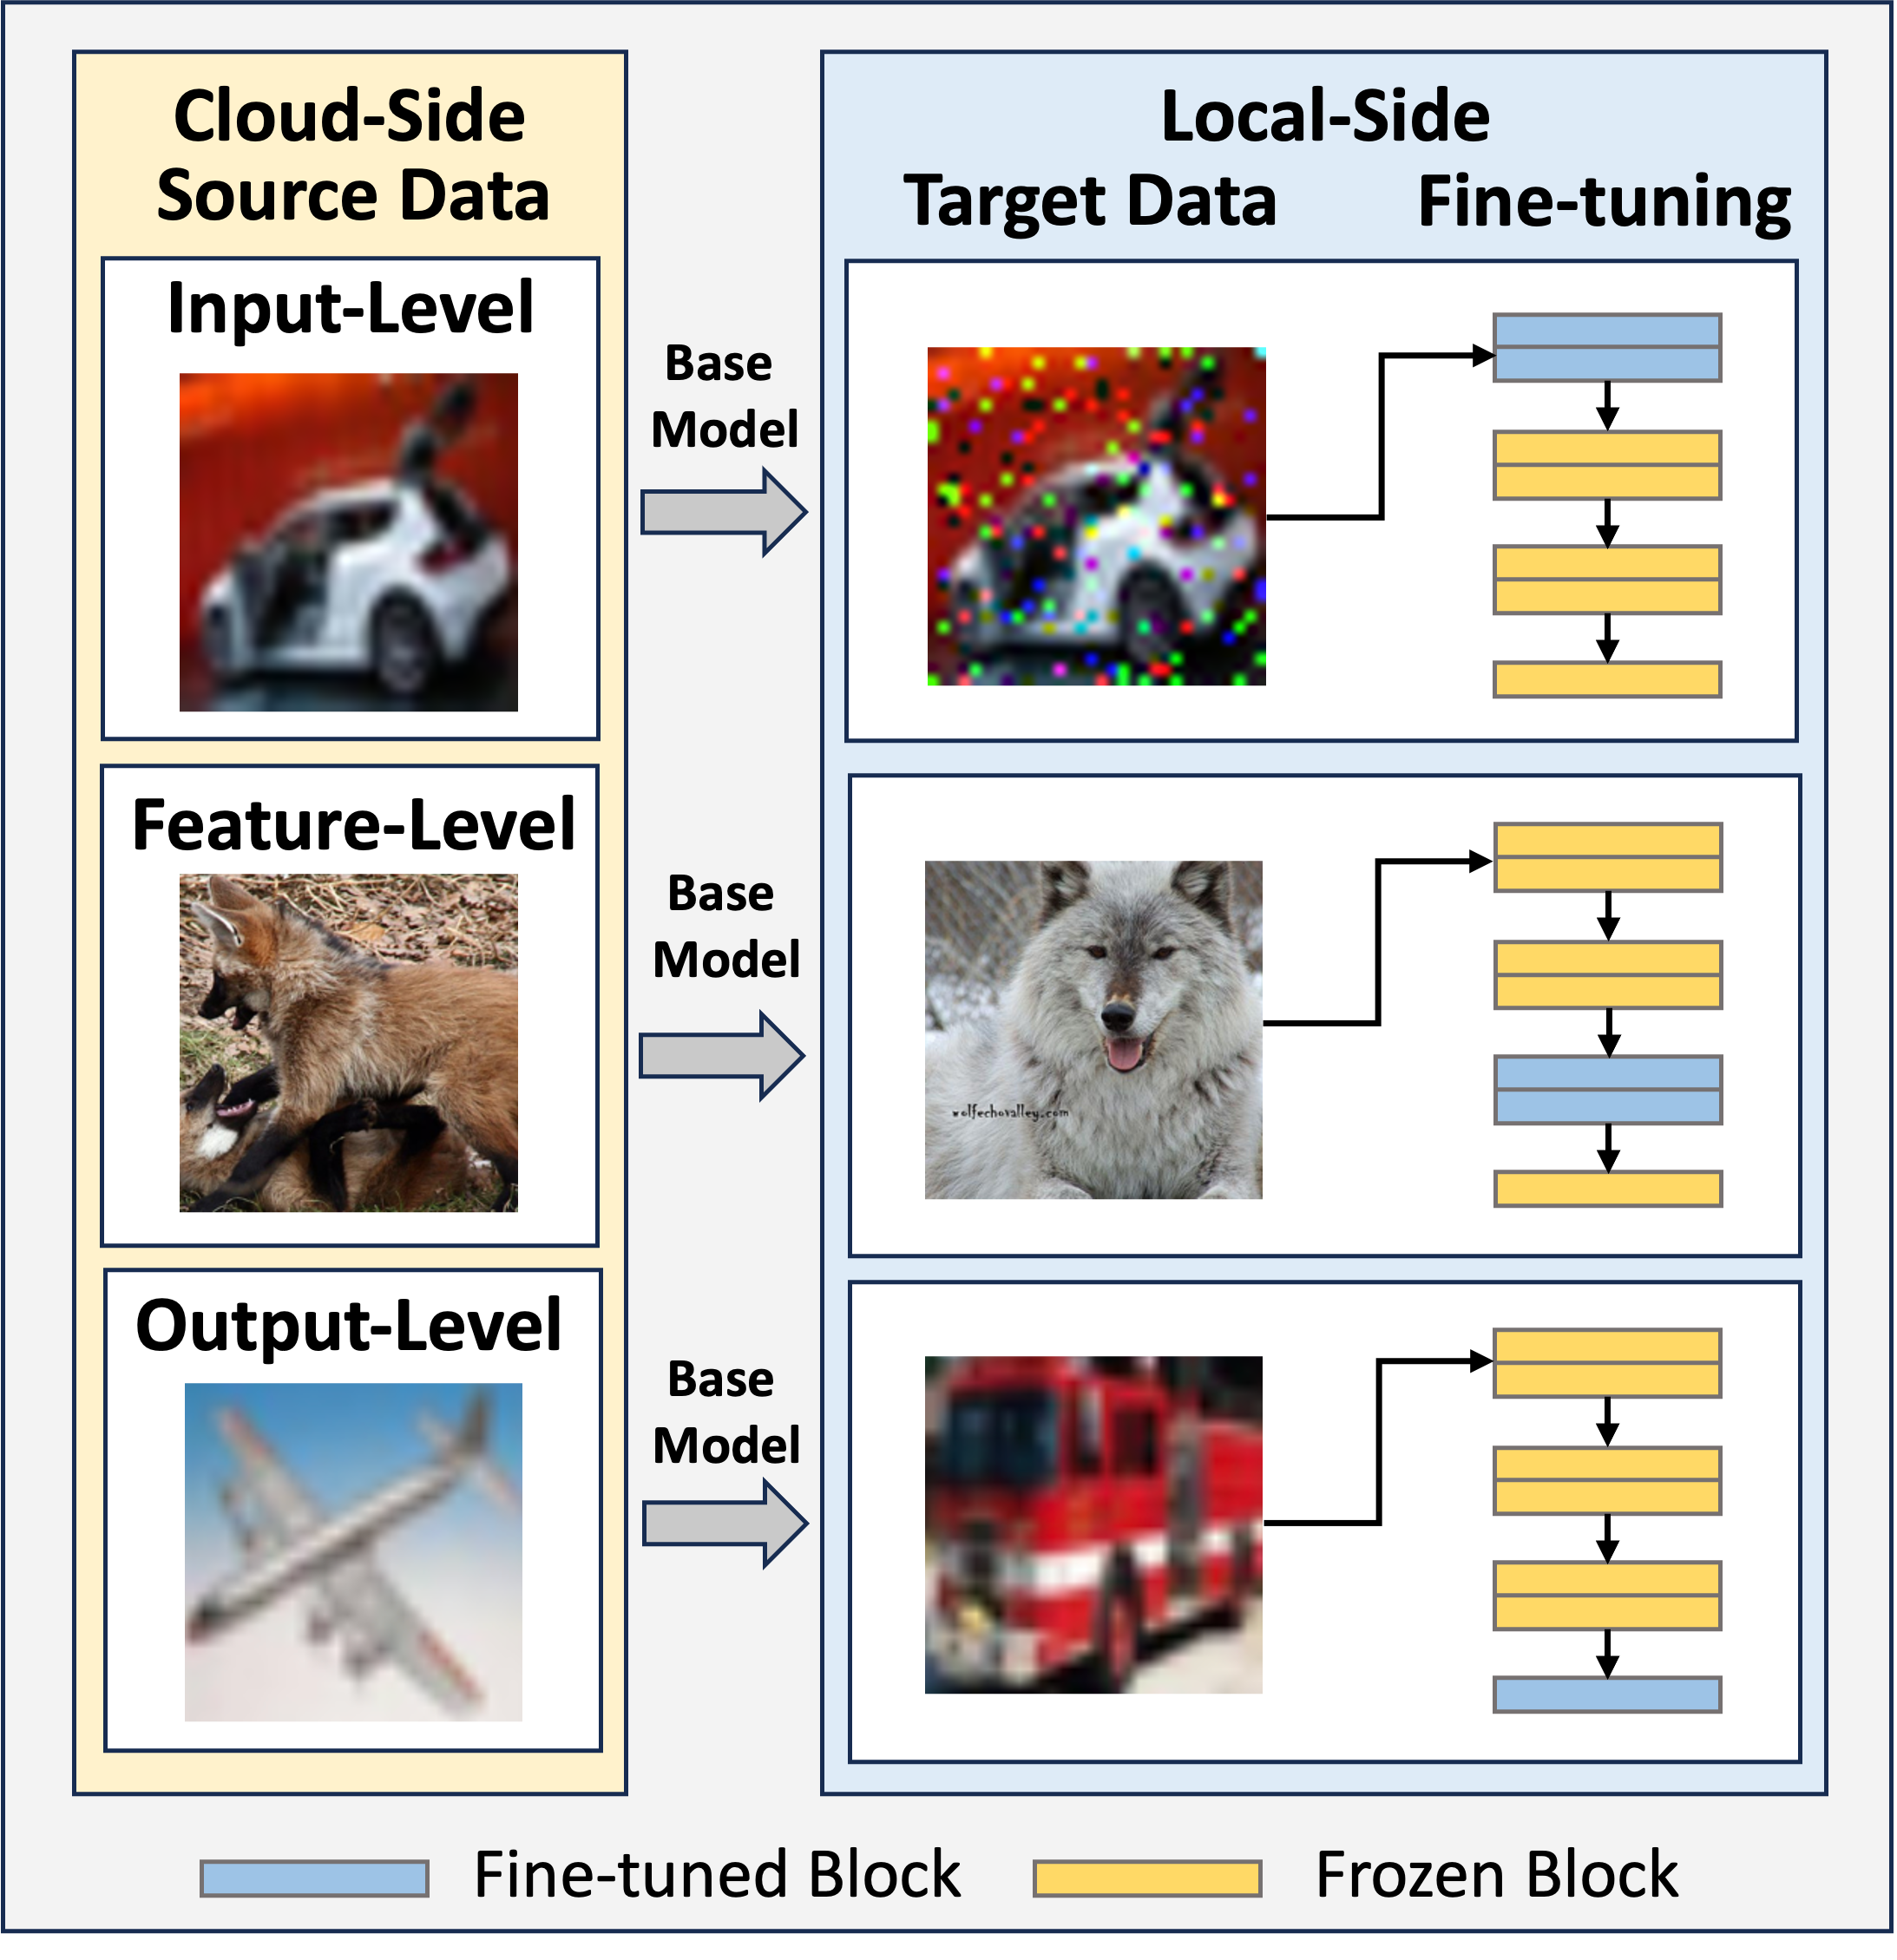 Cloud-Side
Source Data
Local-Side
Target Data
Fine-tuning
Input-Level
Base
Model
Feature-Level
Base
Model
wolfechovalley.com
Output-Level
Base
Model
Fine-tuned Block
Frozen Block